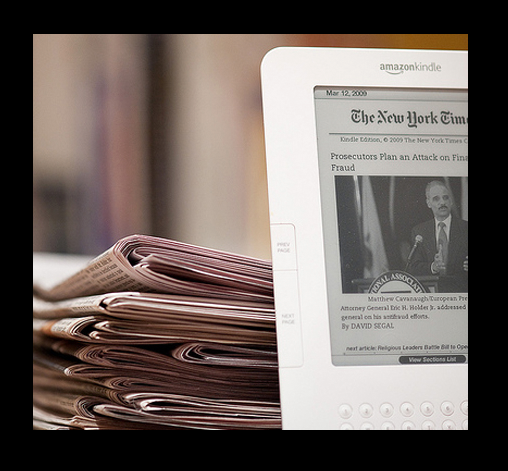 amazonkindle
Mar 12, 2009
The New York Time
Kindle Edition, © 2009 The New York Times C
Prosecutors Plan an Attack on Fina
Fraud
NAL ASSOCIA
Matthew Cavanaugh/European Pre
Attorney General Eric H. Holder Jr. addressed
general on his antifraud efforts.
By DAVID SEGAL
next article: Religious Leaders Battle Bill to Ope
View Sections List
PREV
PAGE
NEXT
PAGE